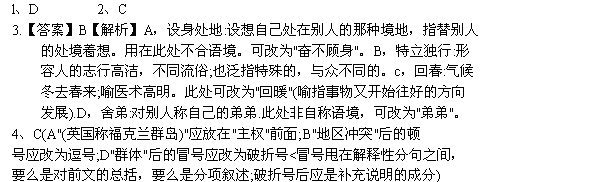 1、D 2、C
3.【答案】B【解析】A，设身处地:设想自己处在别人的那种境地，指替别人
的处境着想。用在此处不合语境。可改为"奋不顾身"。B，特立独行:形
容人的志行高洁，不同流俗;也泛指特殊的，与众不同的。c，回春:气候
冬去春来;喻医术高明。此处可改为"回暖"(喻指事物又开始往好的方向
发展).D，舍弟:对别人称自己的弟弟.此处非自称语境，可改为"弟弟"。
4、C(A"(英国称福克兰群岛)"应放在"主权"前面;B"地区冲突"后的顿
号应改为逗号;D"群体"后的冒号应改为破折号<冒号用在解释性分句之间，
要么是对前文的总括，要么是分项叙述;破折号后应是补充说明的成分)